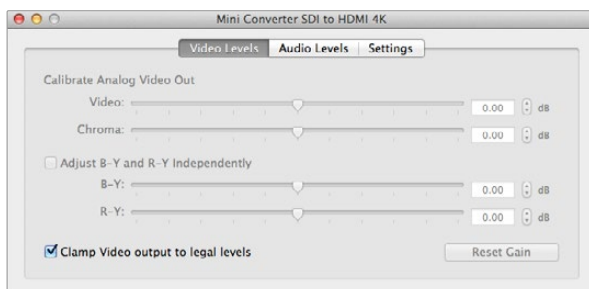 Mini Converter SDI to HDMI 4K
Video Levels Audio Levels Settings
Calibrate Analog Video Out
Video: 0.00 dB
Chroma: 0.00 dB
Adjust B-Y and R-Y Independently
B-Y: 0.00 dB
R-Y: 0.00 dB
Clamp Video output to legal levels Reset Gain